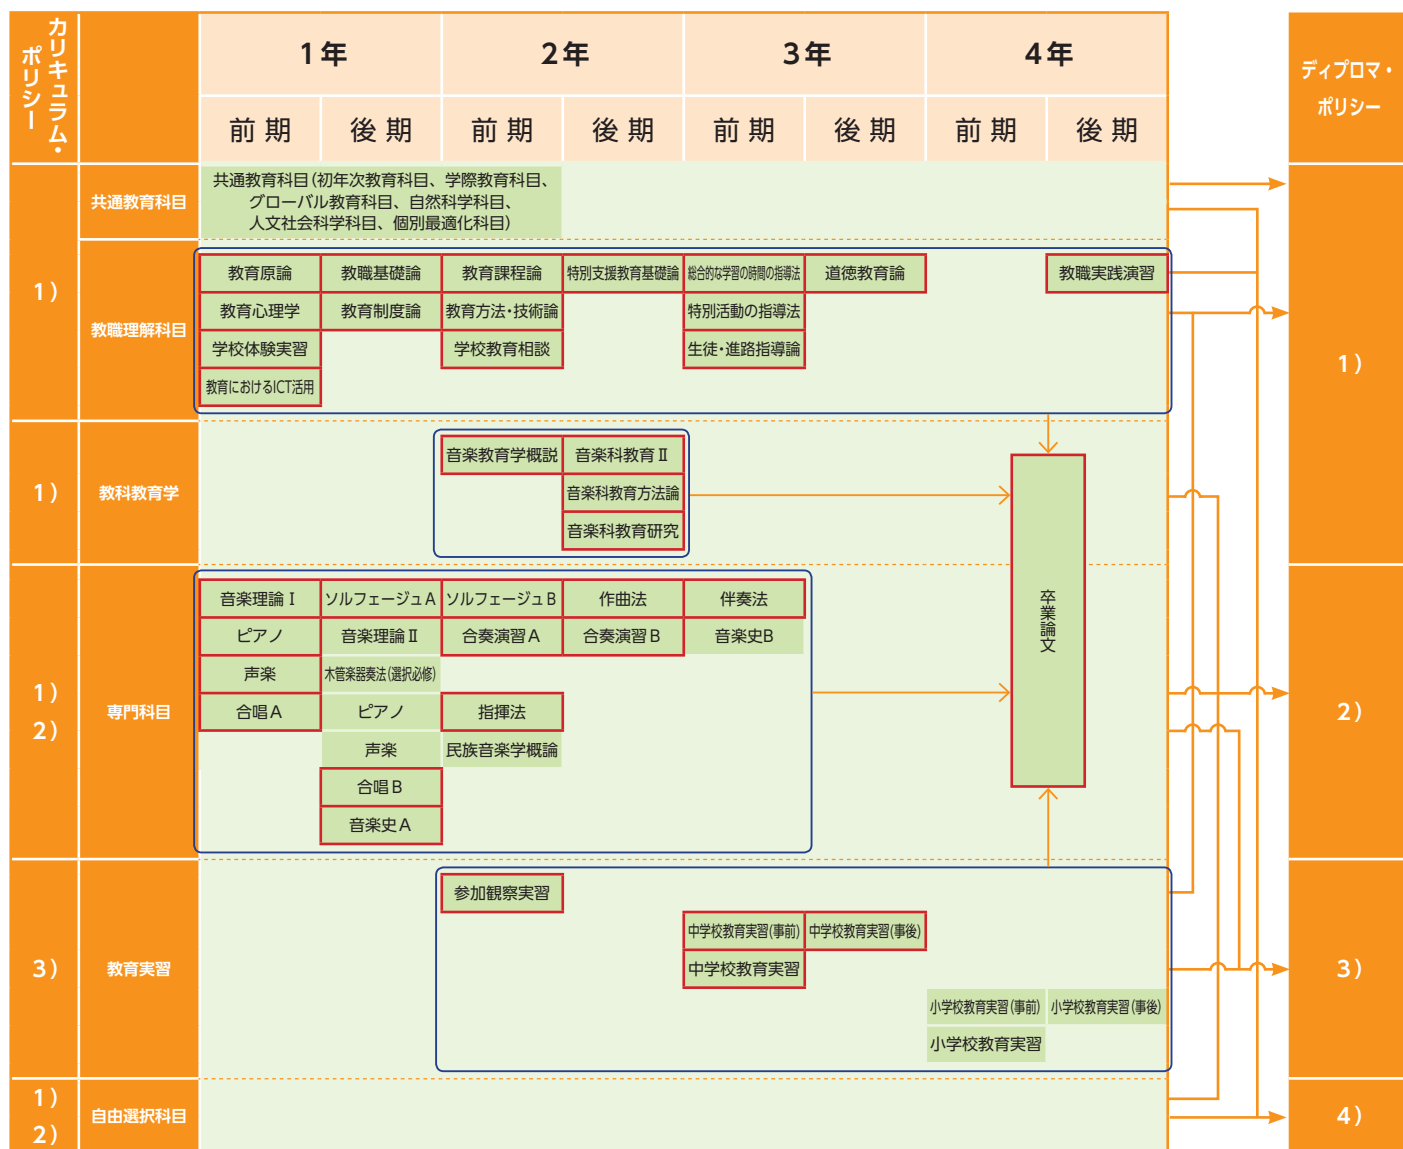 カリキュラム・
ポリシー
1年
2年
3年
4年
ディプロマ・
ポリシー
前期
後期
前期
後期
前期
後期
前期
後期
1）
共通教育科目
共通教育科目（初年次教育科目、学際教育科目、
グローバル教育科目、自然科学科目、
人文社会科学科目、個別最適化科目）
教職理解科目
教育原論
教職基礎論
教育課程論
特別支援教育基礎論
総合的な学習の時間の指導法
道徳教育論
教職実践演習
教育心理学
教育制度論
教育方法・技術論
特別活動の指導法
学校体験実習
学校教育相談
生徒・進路指導論
教育におけるICT活用
1）
1）
教科教育学
音楽教育学概説
音楽科教育Ⅱ
音楽科教育方法論
音楽科教育研究
卒業論文
1）
2）
専門科目
音楽理論Ⅰ
ソルフェージュA
ソルフェージュB
作曲法
伴奏法
ピアノ
音楽理論Ⅱ
合奏演習A
合奏演習B
音楽史B
声楽
木管楽器奏法（選択必修）
合唱A
ピアノ
指揮法
声楽
民族音楽学概論
合唱B
音楽史A
2）
3）
教育実習
参加観察実習
中学校教育実習(事前)
中学校教育実習(事後)
中学校教育実習
小学校教育実習(事前)
小学校教育実習(事後)
小学校教育実習
3）
1）
2）
自由選択科目
4）